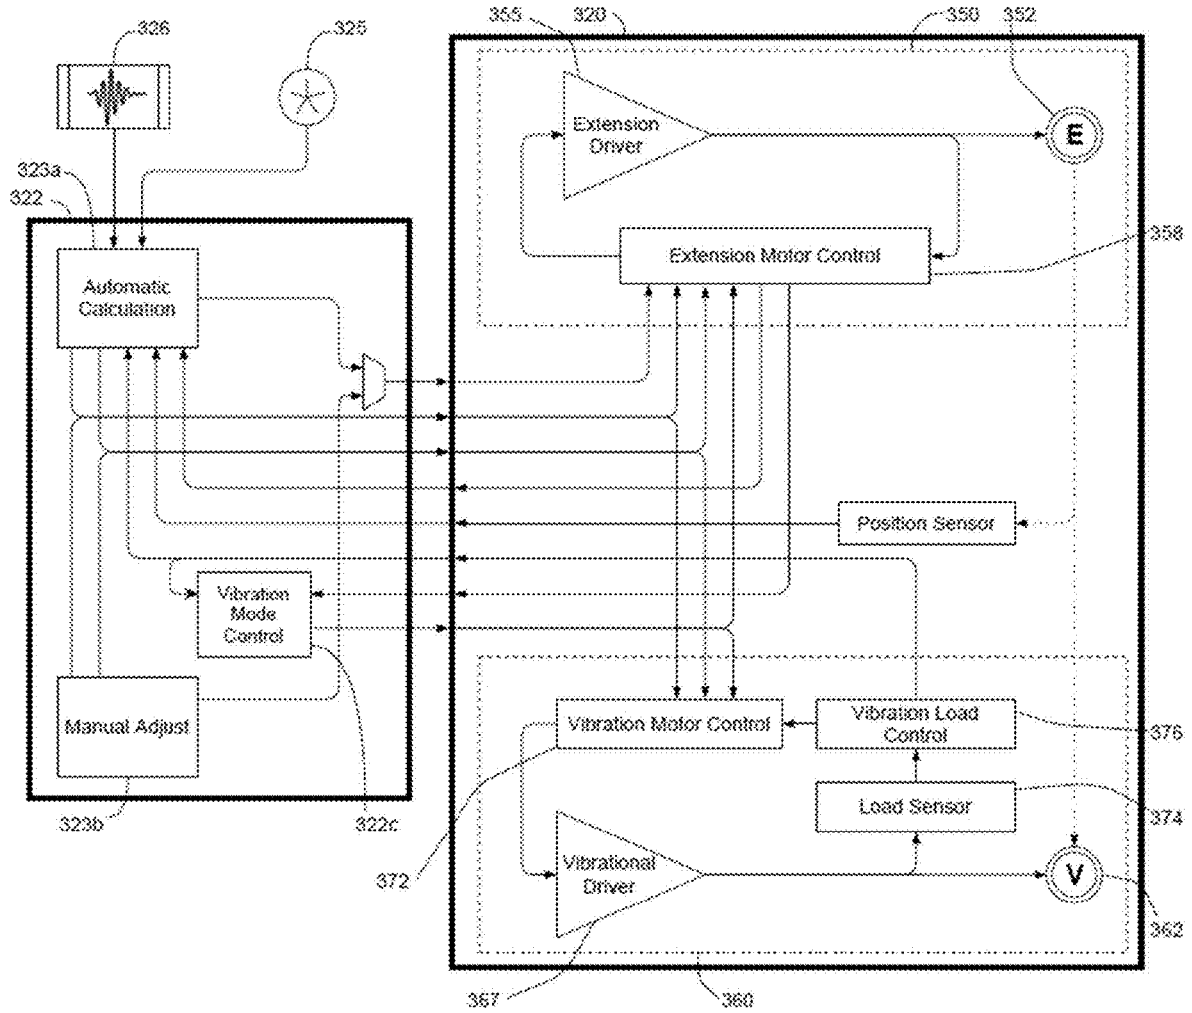 355
320
350
352
326
325
E
Extension
Driver
323a
322
358
Extension Motor Control
Automatic
Calculation
Position Sensor
Vibration
Mode
Control
Manual Adjust
Vibration Motor Control
Vibration Load
Control
376
Load Sensor
374
323b
322c
372
Vibrational
Driver
V
362
367
360